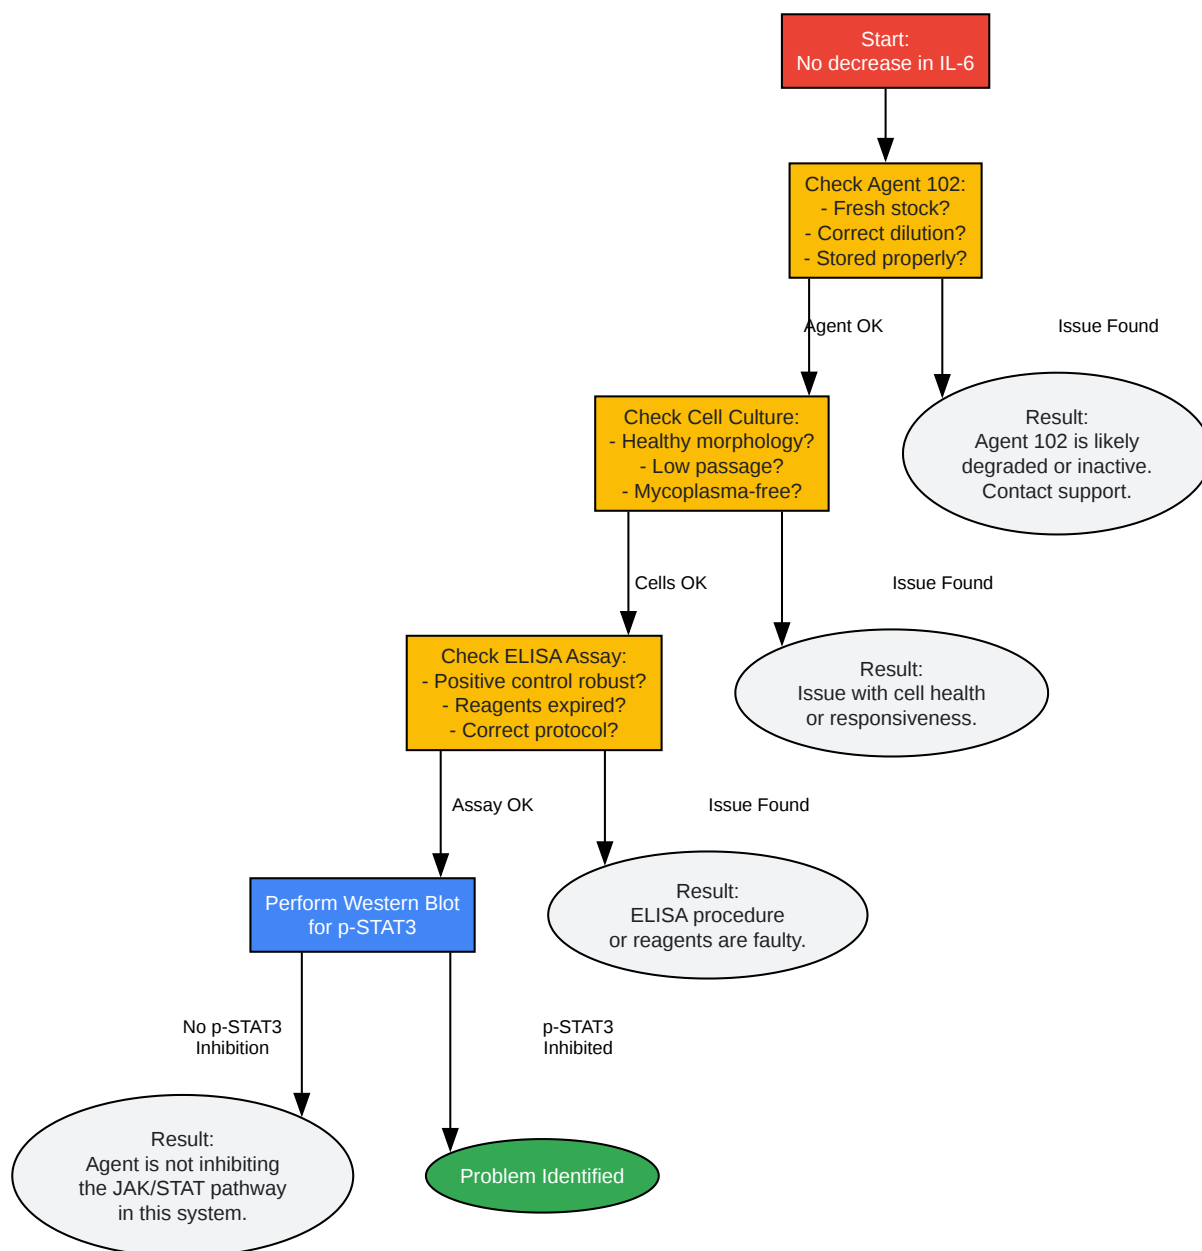 Start:
No decrease in IL-6
Check Agent 102:
- Fresh stock?
- Correct dilution?
- Stored properly?
Agent OK
Issue Found
Check Cell Culture:
- Healthy morphology?
- Low passage?
- Mycoplasma-free?
Result:
Agent 102 is likely
degraded or inactive.
Contact support.
Cells OK
Issue Found
Check ELISA Assay:
- Positive control robust?
- Reagents expired?
- Correct protocol?
Result:
Issue with cell health
or responsiveness.
Assay OK
Issue Found
Perform Western Blot
for p-STAT3
Result:
ELISA procedure
or reagents are faulty.
No p-STAT3
Inhibition
p-STAT3
Inhibited
Result:
Agent is not inhibiting
the JAK/STAT pathway
in this system.
Problem Identified